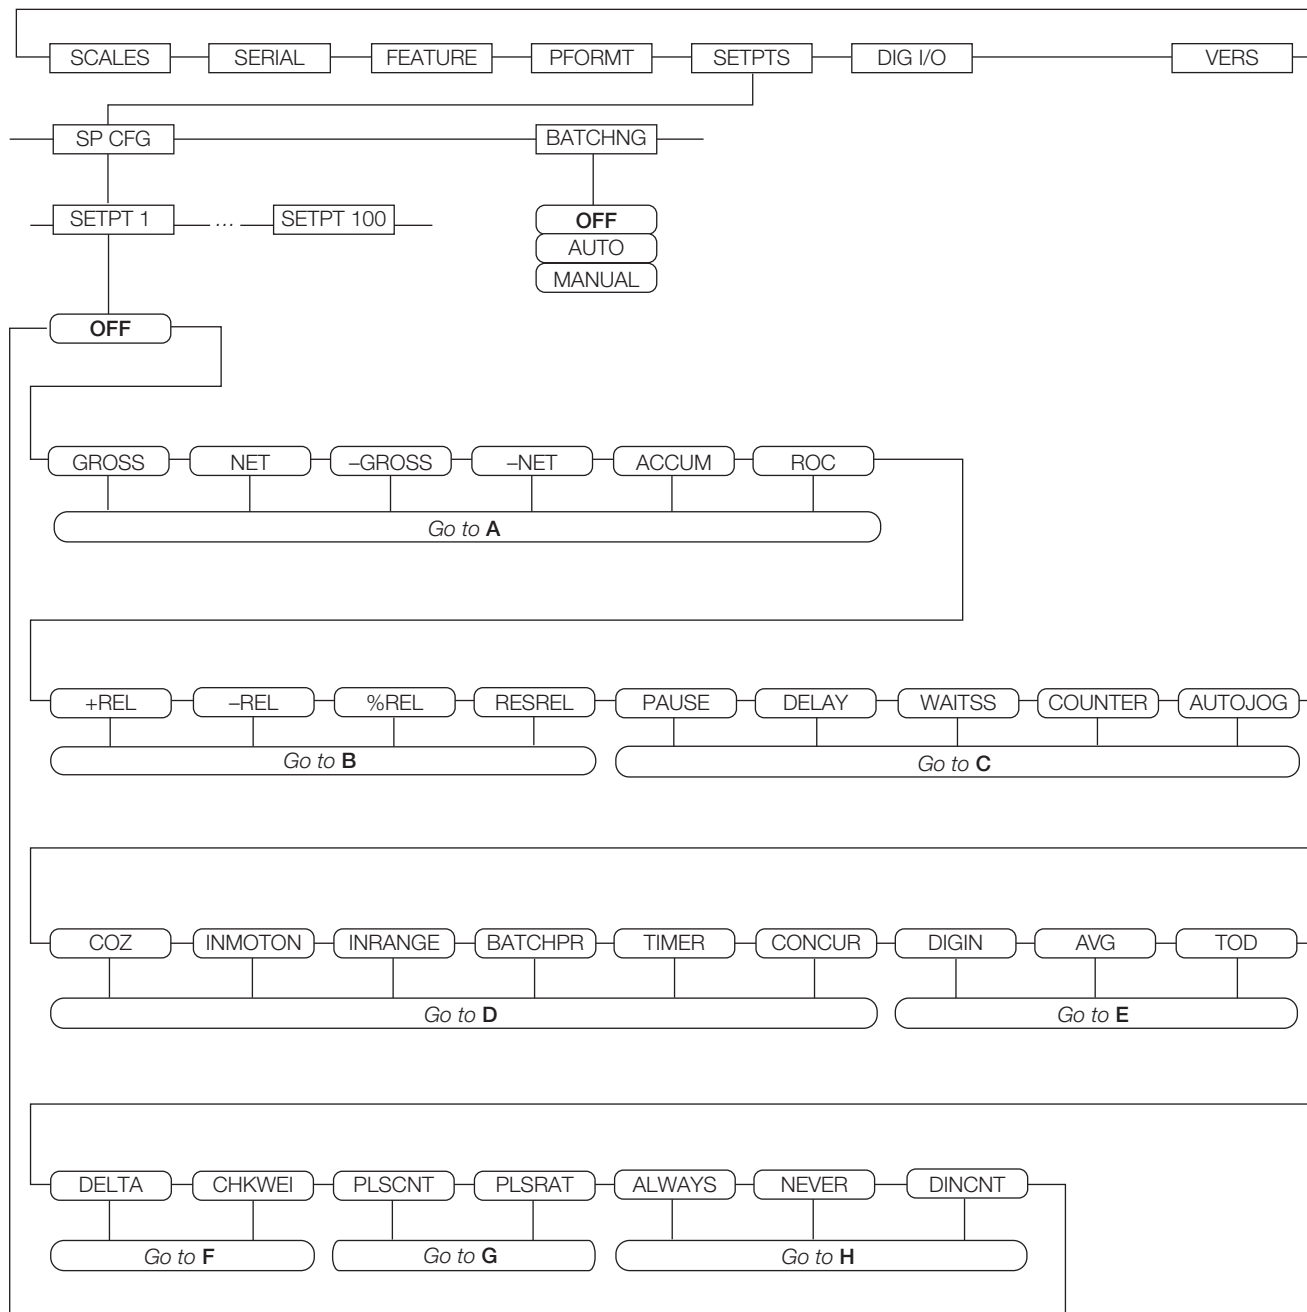 SCALES SERIAL FEATURE PFORMT SETPTS DIG I/O VERS
SP CFG BATCHNG
SETPT 1 ... SETPT 100
OFF
AUTO
MANUAL
OFF
GROSS NET –GROSS –NET ACCUM ROC
Go to A
+REL –REL %REL RESREL PAUSE DELAY WAITSS COUNTER AUTOJOG
Go to B Go to C
COZ INMOTON INRANGE BATCHPR TIMER CONCUR DIGIN AVG TOD
Go to D Go to E
DELTA CHKWEI PLSCNT PLSRAT ALWAYS NEVER DINCNT
Go to F Go to G Go to H